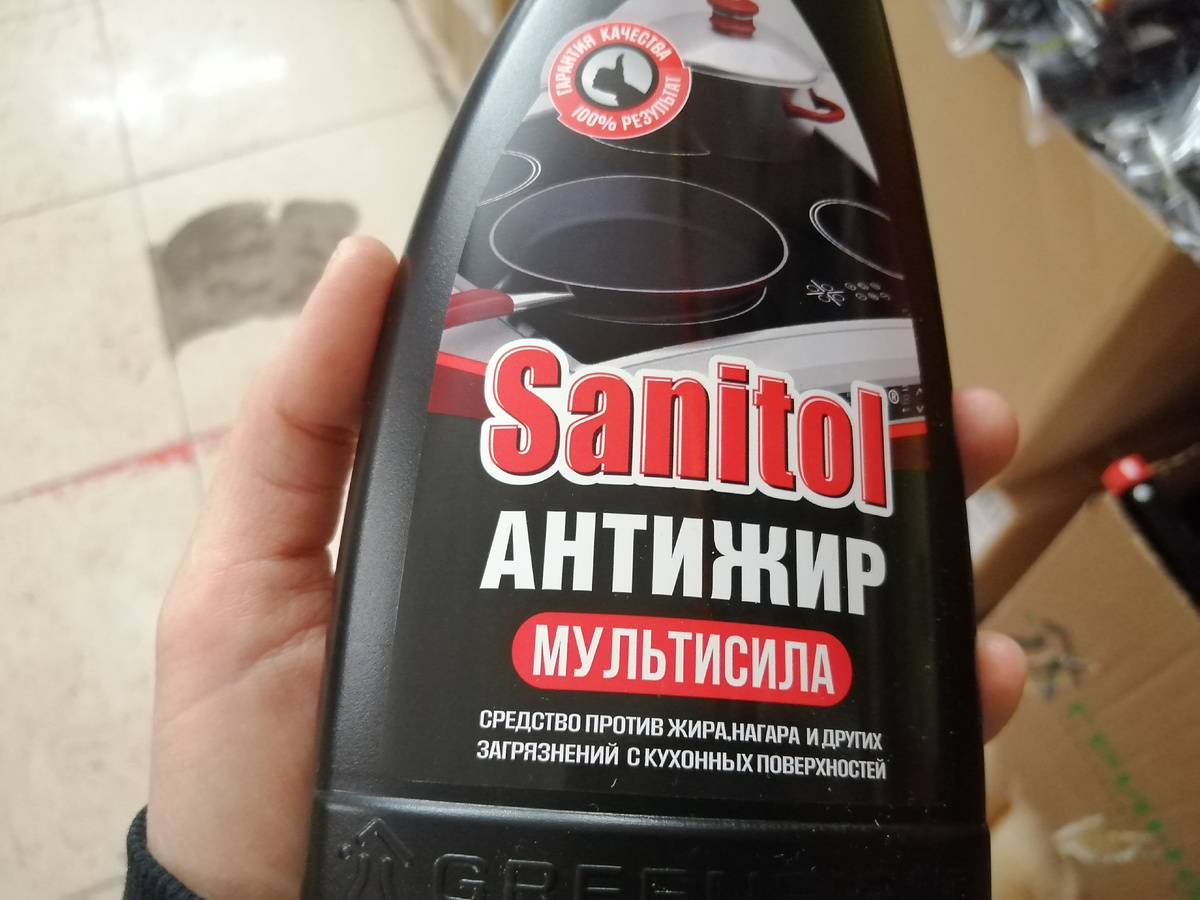 ГАРАНТИЯ КАЧЕСТВА
100% РЕЗУЛЬТАТ
Sanitol®
АНТИЖИР
МУЛЬТИСИЛА
СРЕДСТВО ПРОТИВ ЖИРА,НАГАРА И ДРУГИХ
ЗАГРЯЗНЕНИЙ С КУХОННЫХ ПОВЕРХНОСТЕЙ